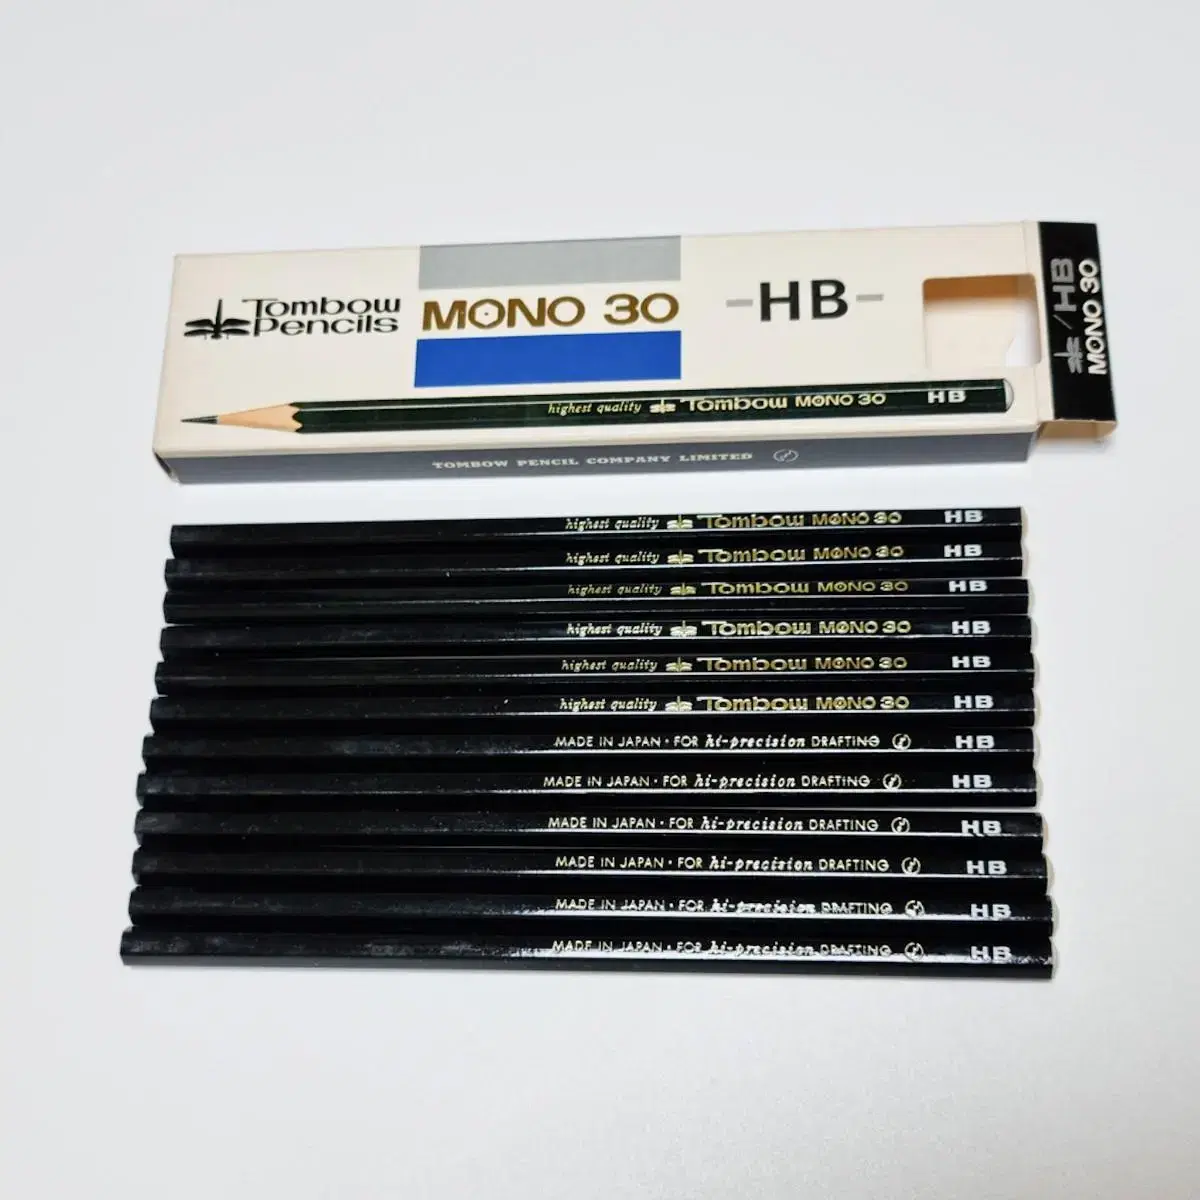 Tombow
Pencils
MONO 30
-HB-
HB
MONO 30
highest quality Tombow MONO 30 HB
TOMBOW PENCIL COMPANY LIMITED
highest quality Tombow MONO 30 HB
highest quality Tombow MONO 30 HB
highest quality Tombow MONO 30 HB
highest quality Tombow MONO 30 HB
highest quality Tombow MONO 30 HB
highest quality Tombow MONO 30 HB
MADE IN JAPAN · FOR hi-precision DRAFTING HB
MADE IN JAPAN · FOR hi-precision DRAFTING HB
MADE IN JAPAN · FOR hi-precision DRAFTING HB
MADE IN JAPAN · FOR hi-precision DRAFTING HB
MADE IN JAPAN · FOR hi-precision DRAFTING HB
MADE IN JAPAN · FOR hi-precision DRAFTING HB